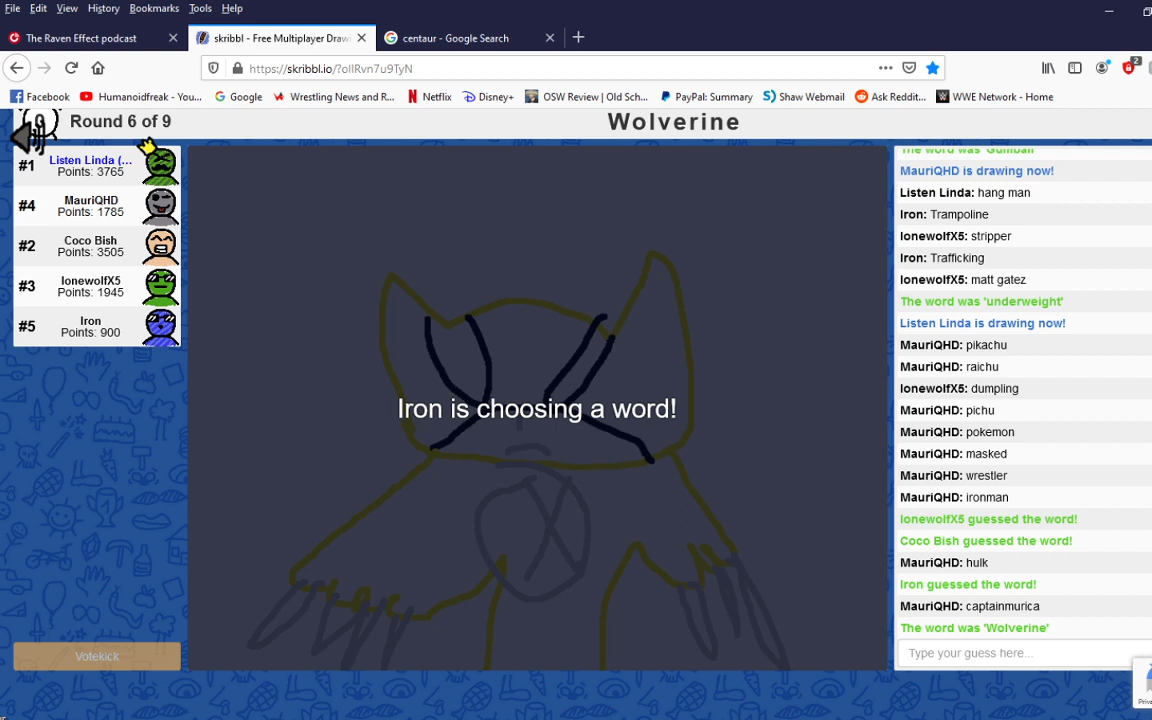 File Edit View History Bookmarks Tools Help
The Raven Effect podcast
skribbl - Free Multiplayer Draw
centaur - Google Search
https://skribbl.io/?olIRvn7u9TyN
2
Facebook Humanoidfreak - You... Google Wrestling News and R... Netflix Disney+ OSW Review | Old Sch... PayPal: Summary Shaw Webmail Ask Reddit... WWE Network - Home
0 Round 6 of 9
Wolverine
#1 Listen Linda (...
Points: 3765
#4 MauriQHD
Points: 1785
#2 Coco Bish
Points: 3505
#3 lonewolfX5
Points: 1945
#5 Iron
Points: 900
Votekick
Iron is choosing a word!
The word was 'Gumball'
MauriQHD is drawing now!
Listen Linda: hang man
Iron: Trampoline
lonewolfX5: stripper
Iron: Trafficking
lonewolfX5: matt gatez
The word was 'underweight'
Listen Linda is drawing now!
MauriQHD: pikachu
MauriQHD: raichu
lonewolfX5: dumpling
MauriQHD: pichu
MauriQHD: pokemon
MauriQHD: masked
MauriQHD: wrestler
MauriQHD: ironman
lonewolfX5 guessed the word!
Coco Bish guessed the word!
MauriQHD: hulk
Iron guessed the word!
MauriQHD: captainmurica
The word was 'Wolverine'
Type your guess here...